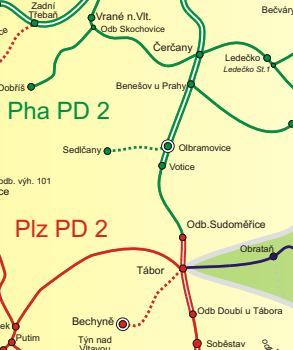 Zadní
Třebaň
Vrané n.Vlt.
Odb Skochovice
Bečváry
Čerčany
Ledečko
Ledečko St.1
Dobříš
Benešov u Prahy
Pha PD 2
Sedlčany
Olbramovice
Votice
odb. výh. 101
Plz PD 2
Odb.Sudoměřice
Obrataň
Tábor
Odb Doubí u Tábora
Bechyně
Putim
Týn nad
Vltavou
Soběslav